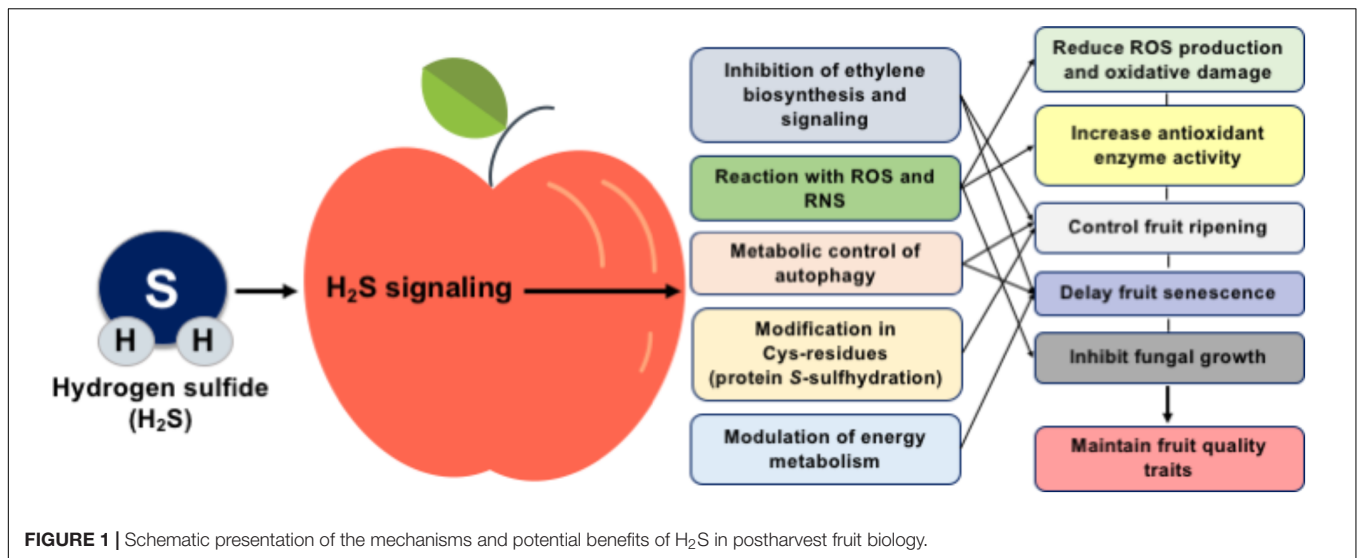 S
H H
Hydrogen sulfide
(H₂S)
H₂S signaling
Inhibition of ethylene
biosynthesis and
signaling
Reaction with ROS and
RNS
Metabolic control of
autophagy
Modification in
Cys-residues
(protein S-sulfhydration)
Modulation of energy
metabolism
Reduce ROS production
and oxidative damage
Increase antioxidant
enzyme activity
Control fruit ripening
Delay fruit senescence
Inhibit fungal growth
Maintain fruit quality
traits
FIGURE 1 | Schematic presentation of the mechanisms and potential benefits of H₂S in postharvest fruit biology.